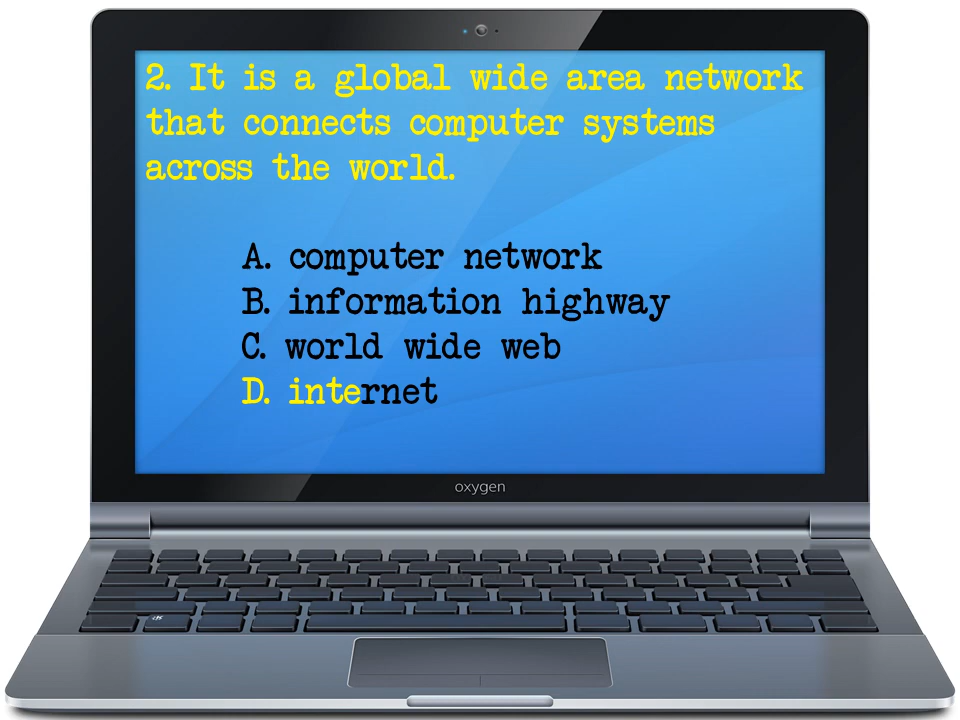 2. It is a global wide area network
that connects computer systems
across the world.
A. computer network
B. information highway
C. world wide web
D. internet
oxygen